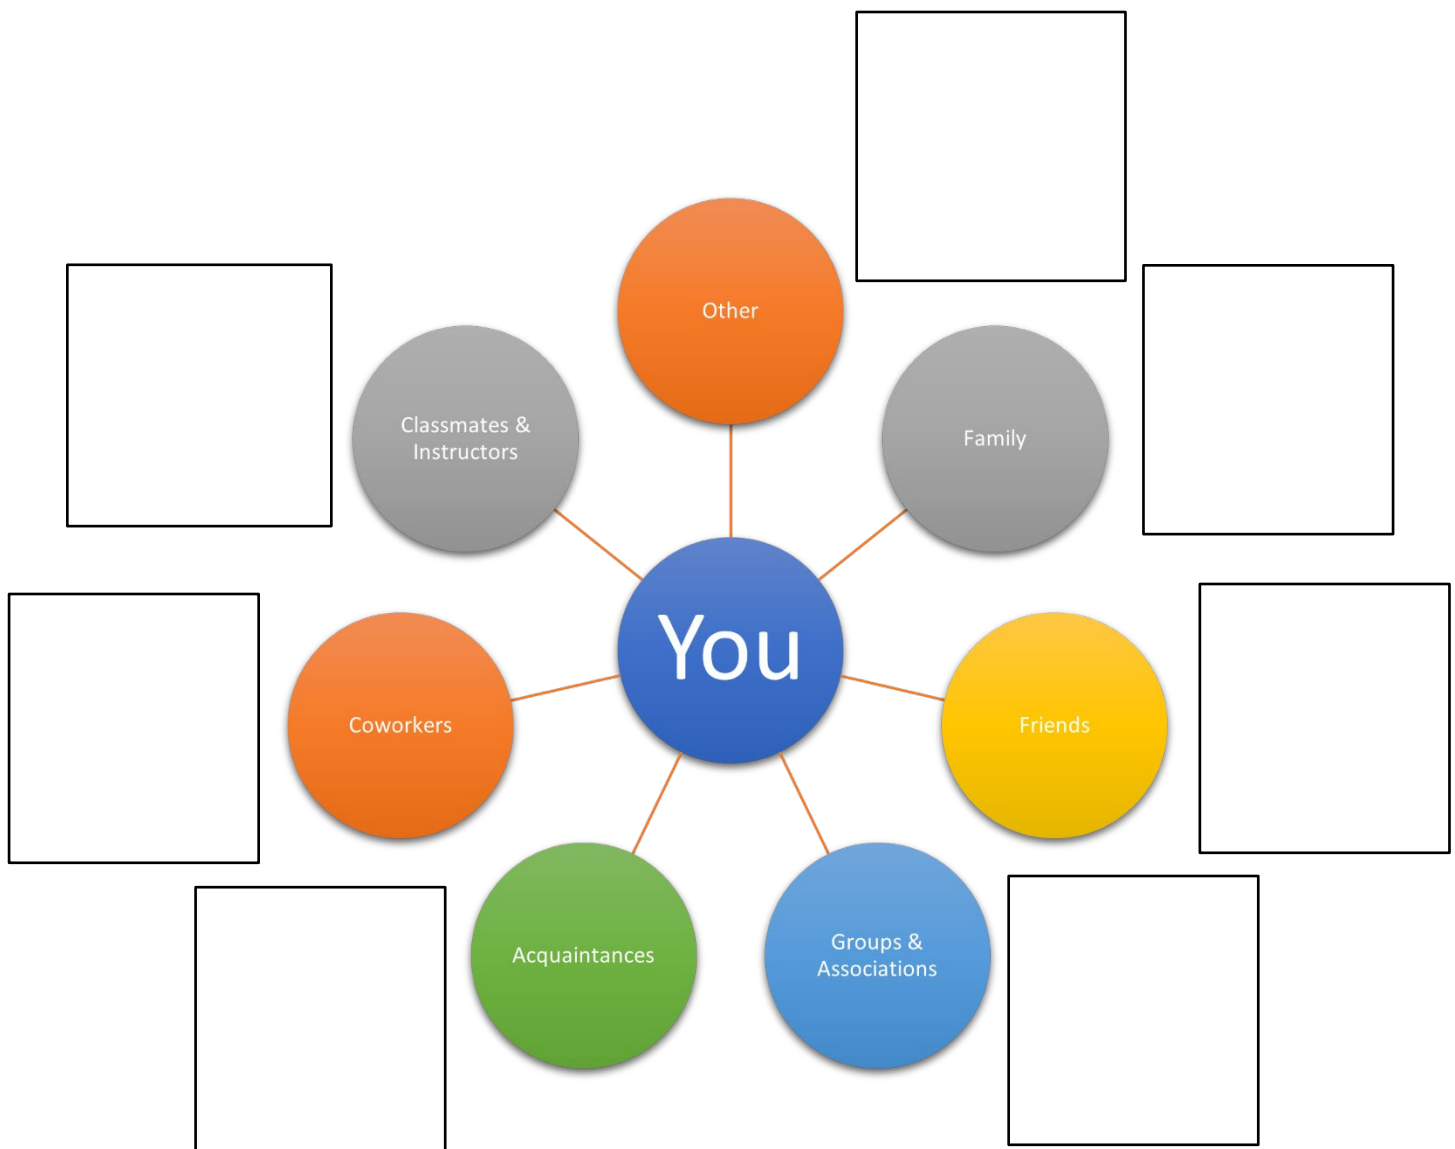 Other
Classmates &
Instructors
Family
You
Coworkers
Friends
Acquaintances
Groups &
Associations